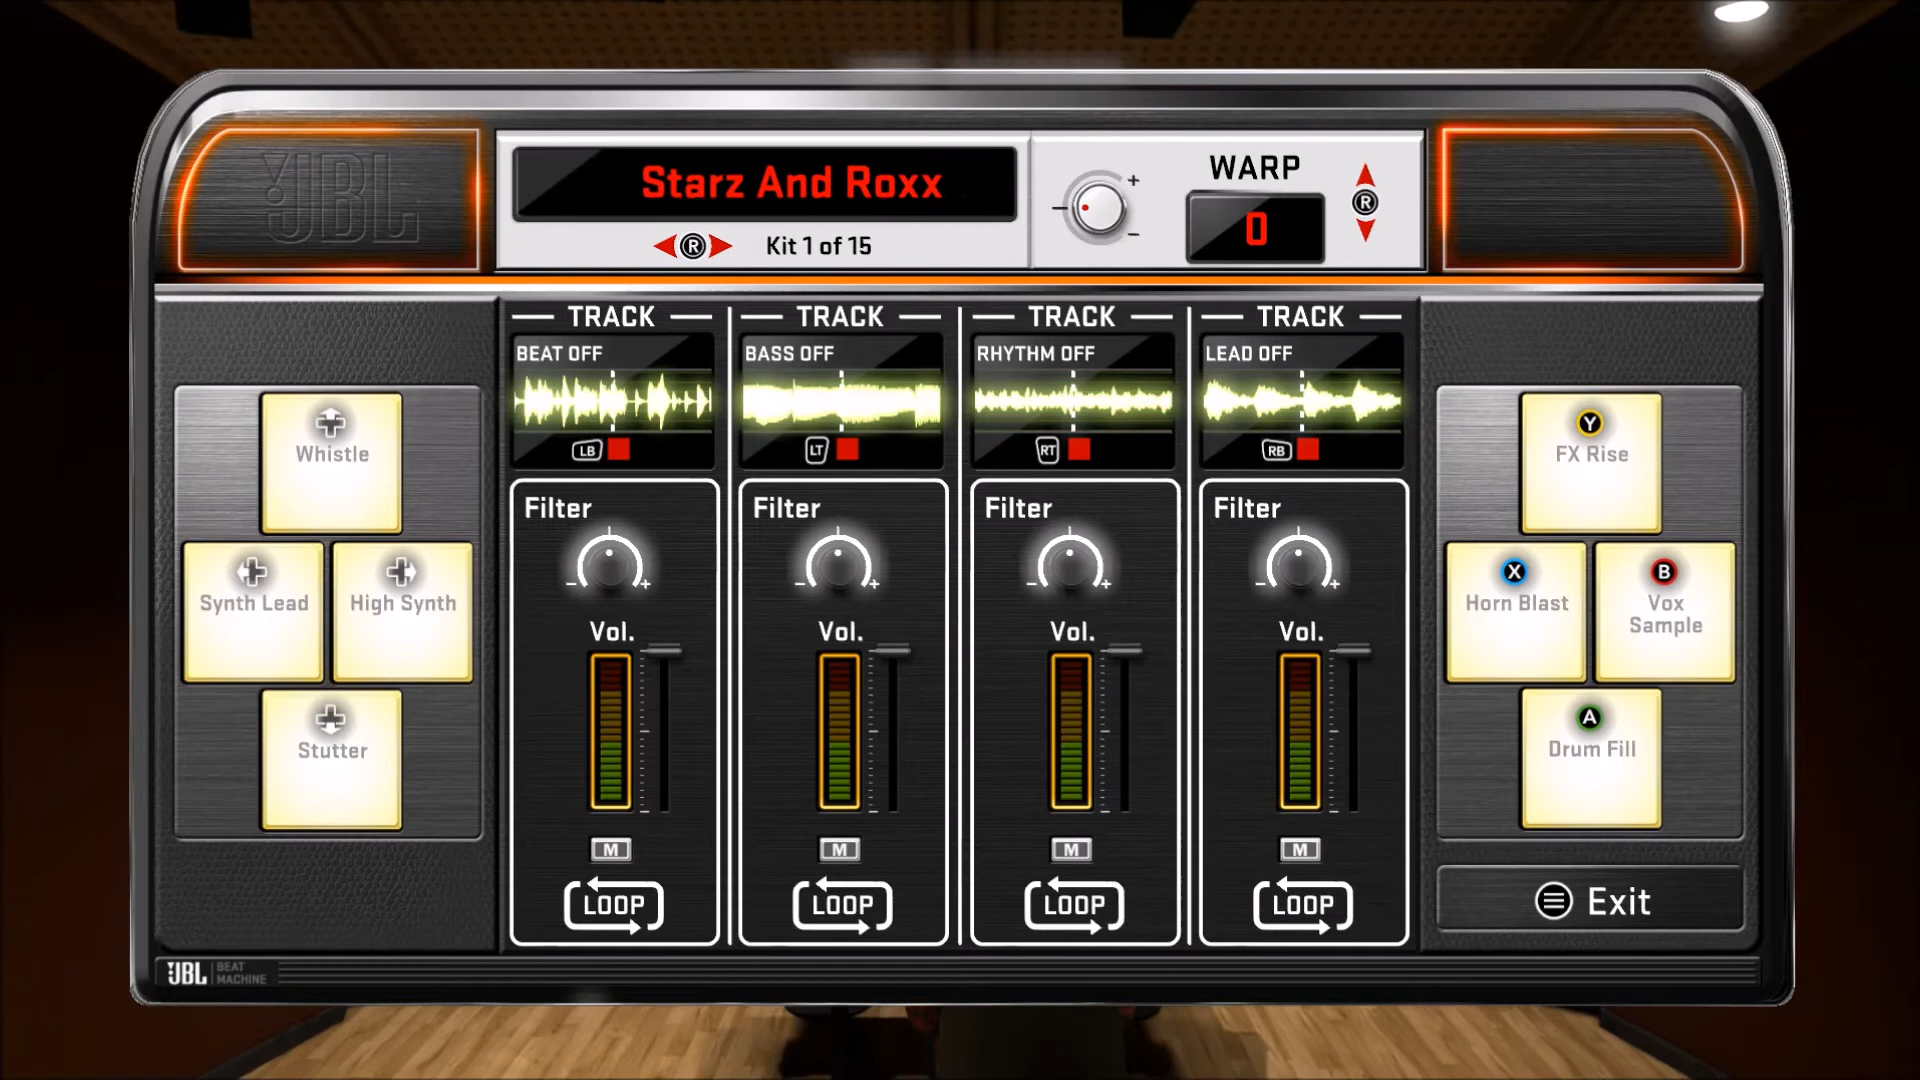 JBL
Starz And Roxx
R
Kit 1 of 15
+
−
−
WARP
0
R
TRACK
BEAT OFF
LB
Filter
− +
Vol.
M
LOOP
TRACK
BASS OFF
LT
Filter
− +
Vol.
M
LOOP
TRACK
RHYTHM OFF
RT
Filter
− +
Vol.
M
LOOP
TRACK
LEAD OFF
RB
Filter
− +
Vol.
M
LOOP
Whistle
Synth Lead
High Synth
Stutter
Y
FX Rise
X
Horn Blast
B
Vox
Sample
A
Drum Fill
Exit
JBL
BEAT
MACHINE